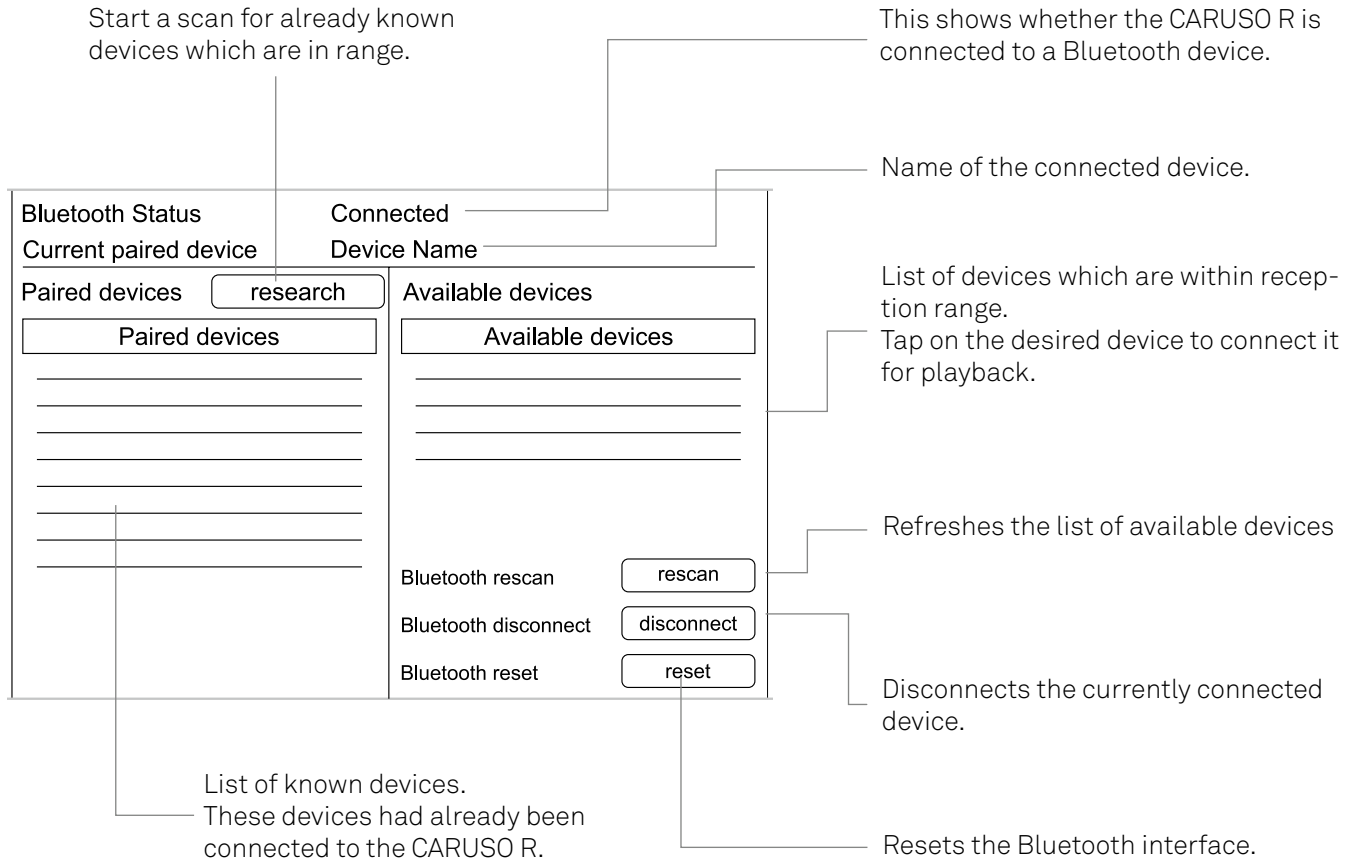 Start a scan for already known
devices which are in range.
This shows whether the CARUSO R is
connected to a Bluetooth device.
Name of the connected device.
Bluetooth Status Connected
Current paired device Device Name
Paired devices research Available devices
Paired devices Available devices
List of devices which are within recep-
tion range.
Tap on the desired device to connect it
for playback.
Refreshes the list of available devices
Bluetooth rescan rescan
Bluetooth disconnect disconnect
Bluetooth reset reset
Disconnects the currently connected
device.
List of known devices.
These devices had already been
connected to the CARUSO R.
Resets the Bluetooth interface.